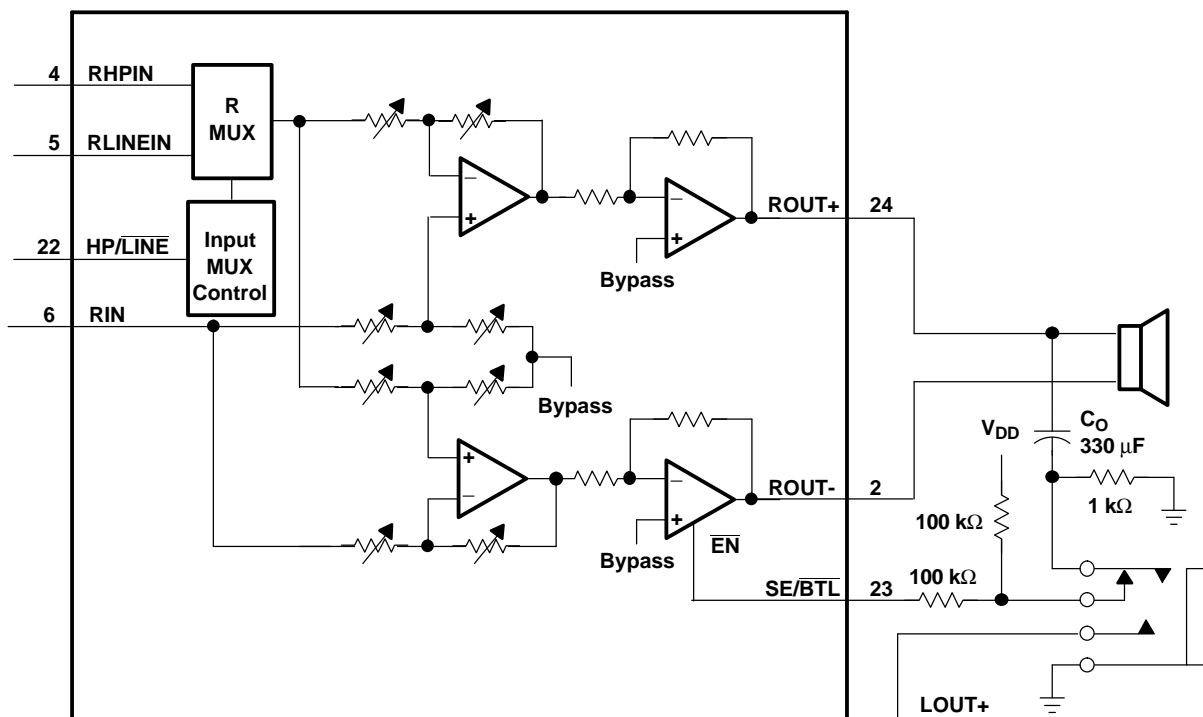 4 RHPIN
R
MUX
5 RLINEIN
22 HP/LINE
Input
MUX
Control
6 RIN
−
+
−
+
Bypass
ROUT+ 24
Bypass
+
−
−
+
Bypass
EN
ROUT- 2
SE/BTL 23
VDD
CO
330 μF
1 kΩ
100 kΩ
100 kΩ
LOUT+